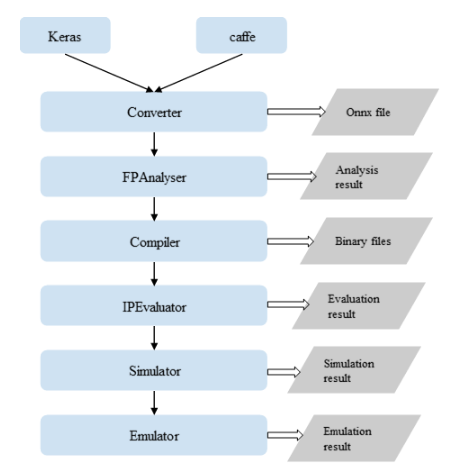 Keras
caffe
Converter
Onnx file
FPAnalyser
Analysis
result
Compiler
Binary files
IPEvaluator
Evaluation
result
Simulator
Simulation
result
Emulator
Emulation
result